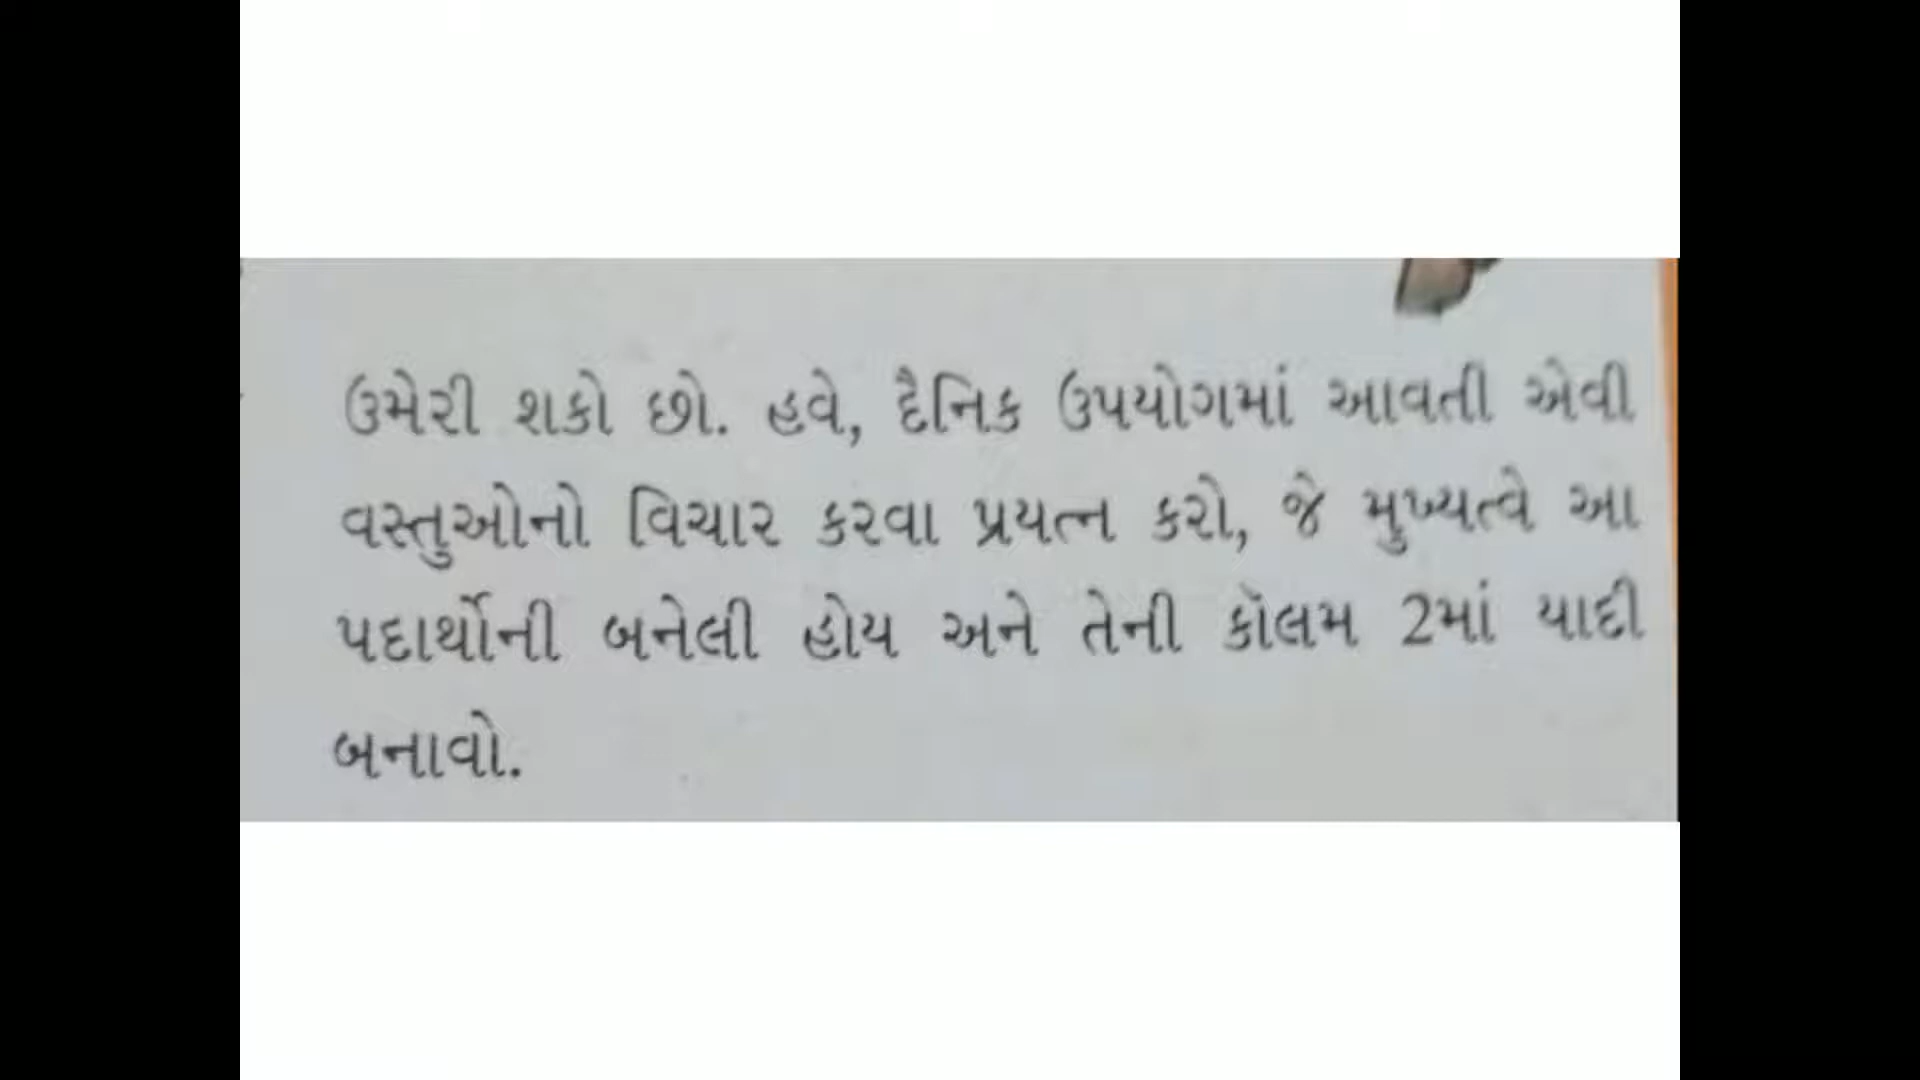 ઉમેરી શકો છો. હવે, દૈનિક ઉપયોગમાં આવતી એવી
વસ્તુઓનો વિચાર કરવા પ્રયત્ન કરો, જે મુખ્યત્વે આ
પદાર્થોની બનેલી હોય અને તેની કૉલમ 2માં યાદી
બનાવો.